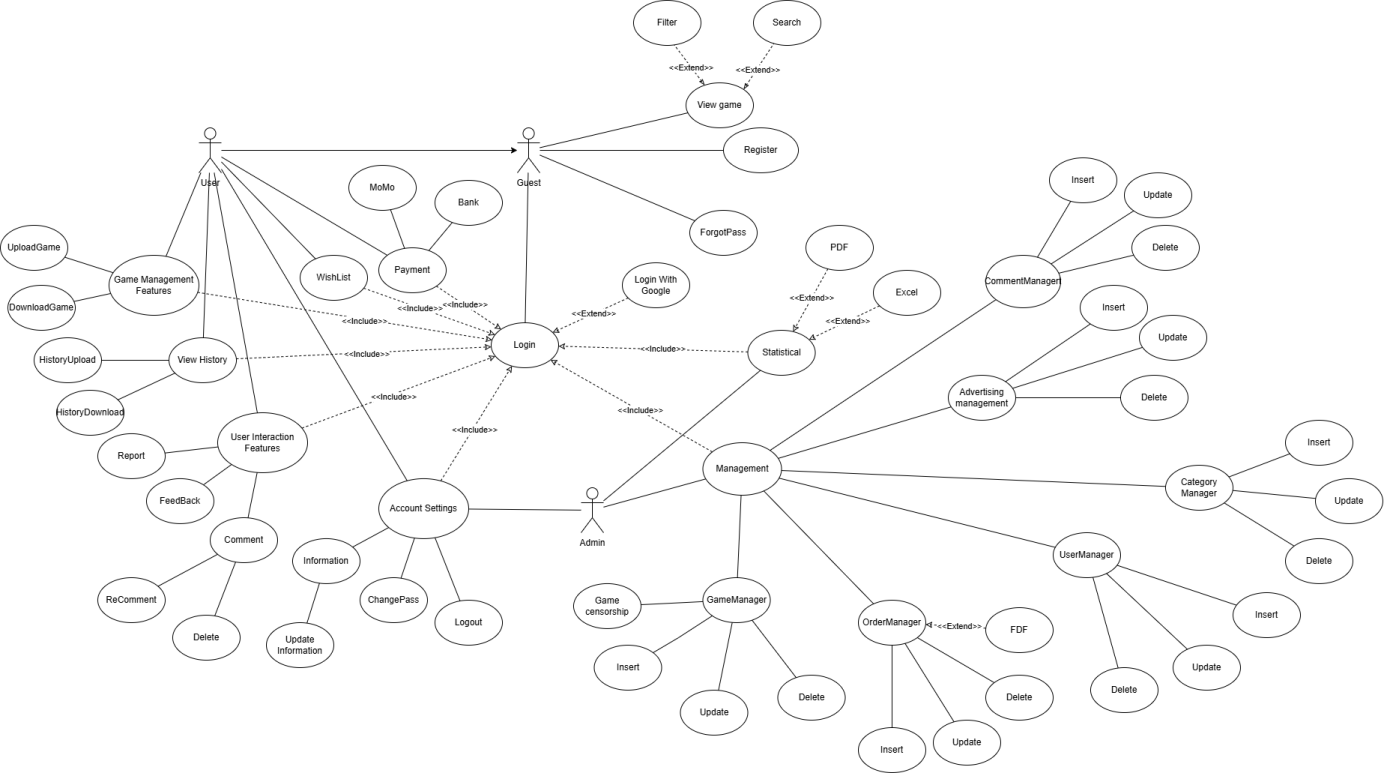 Filter
Search
<<Extend>>
<<Extend>>
View game
Register
User
Guest
MoMo
Bank
ForgotPass
Insert
Update
Delete
UploadGame
PDF
WishList
Payment
Login With
Google
Game Management
Features
CommentManagerI
Excel
DownloadGame
<<Extend>>
<<Include>>
<<Include>>
<<Extend>>
<<Include>>
<<Extend>>
Insert
Update
Login
Statistical
<<Include>>
<<Include>>
HistoryUpload
View History
Delete
Advertising
management
<<Include>>
HistoryDownload
<<Include>>
<<Include>>
User Interaction
Features
Insert
Report
Management
Category
Manager
Update
FeedBack
Account Settings
Admin
Comment
Information
UserManager
Delete
ReComment
ChangePass
Game
censorship
GameManager
Insert
Logout
OrderManager
<<Extend>>
FDF
Delete
Update
Information
Insert
Update
Delete
Delete
Delete
Update
Update
Insert